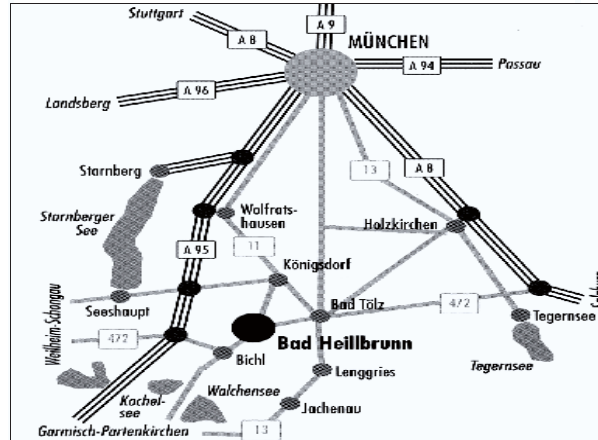 Stuttgart
A 9
A 8
MÜNCHEN
A 94
Passau
A 96
Landsberg
Starnberg
13
A 8
Starnberger
See
Wolfrats-
hausen
Holzkirchen
A 95
11
Königsdorf
Weilheim-Schongau
Seeshaupt
Bad Tölz
472
Tegernsee
472
Bad Heillbrunn
Bichl
Lenggries
Tegernsee
Kochel-
see
Walchensee
Jachenau
Garmisch-Partenkirchen
13